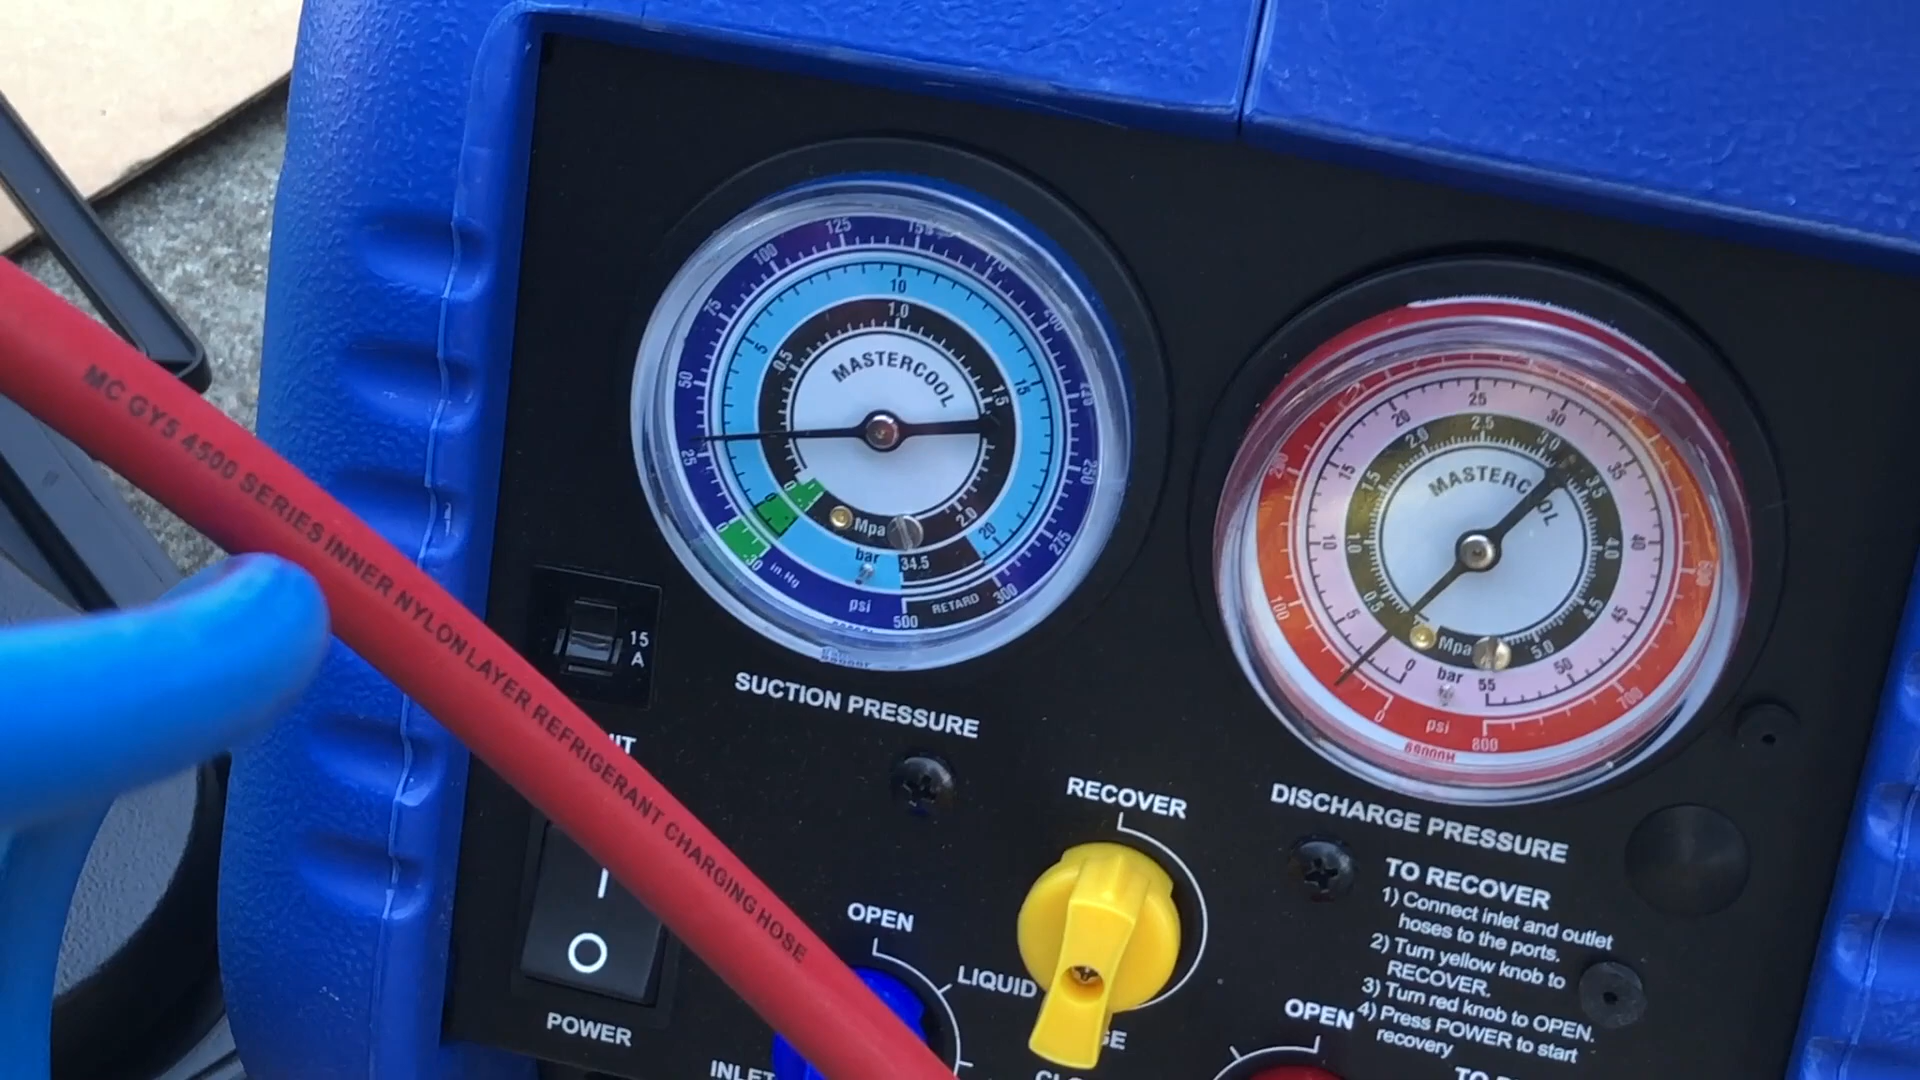 MC GY5 4500 SERIES INNER NYLON LAYER REFRIGERANT CHARGING HOSE
125
100
75
50
25
0
30
in.Hg
psi
175
200
250
275
300
500
RETARD
34.5
bar
Mpa
0
5
10
15
20
0
0.5
1.0
1.5
2.0
MASTERCOOL
SUCTION PRESSURE
0
100
600
700
800
psi
0
5
10
15
20
25
30
35
40
45
50
55
bar
0.5
1.0
1.5
2.0
2.5
3.0
3.5
4.0
4.5
5.0
Mpa
MASTERCOOL
DISCHARGE PRESSURE
15
A
I
O
POWER
RECOVER
OPEN
LIQUID
INLET
OPEN
TO RECOVER
1) Connect inlet and outlet
hoses to the ports.
2) Turn yellow knob to
RECOVER.
3) Turn red knob to OPEN.
4) Press POWER to start
recovery